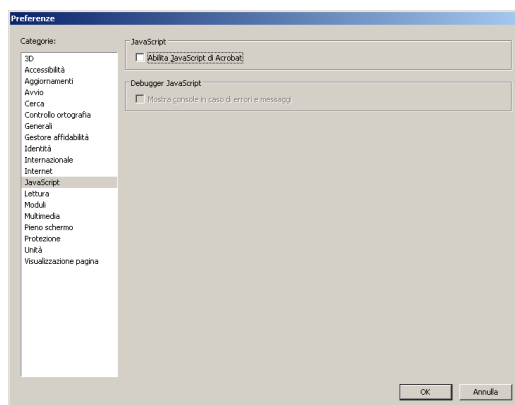 Preferenze
Categorie:
3D
Accessibilità
Aggiornamenti
Avvio
Cerca
Controllo ortografia
Generali
Gestore affidabilità
Identità
Internazionale
Internet
JavaScript
Lettura
Moduli
Multimedia
Pieno schermo
Protezione
Unità
Visualizzazione pagina
JavaScript
Abilita JavaScript di Acrobat
Debugger JavaScript
Mostra console in caso di errori e messaggi
OK
Annulla